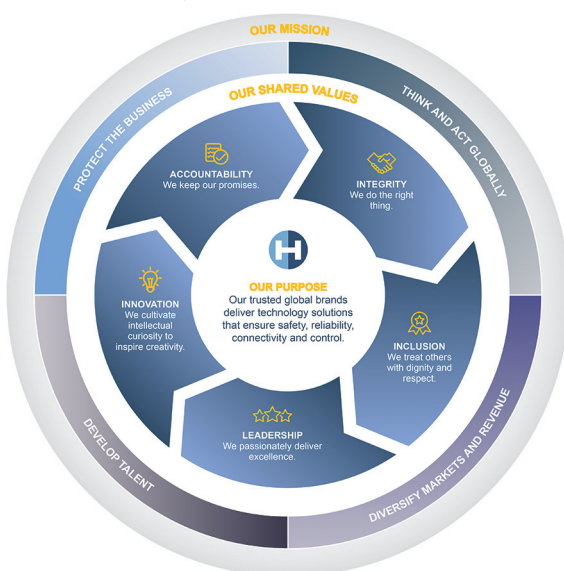 OUR MISSION
PROTECT THE BUSINESS
THINK AND ACT GLOBALLY
OUR SHARED VALUES
ACCOUNTABILITY
We keep our promises.
INTEGRITY
We do the right
thing.
H
OUR PURPOSE
Our trusted global brands
deliver technology solutions
that ensure safety, reliability,
connectivity and control.
INNOVATION
We cultivate
intellectual
curiosity to
inspire creativity.
INCLUSION
We treat others
with dignity and
respect.
LEADERSHIP
We passionately deliver
excellence.
DEVELOP TALENT
DIVERSIFY MARKETS AND REVENUE